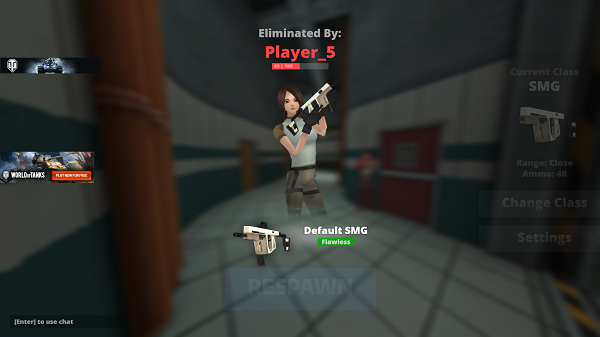 Eliminated By:
Player_5
Current Class
SMG
WORLD OF TANKS
PLAY NOW FOR FREE
Range: Close
Ammo: 40
Change Class
Default SMG
Flawless
Settings
RESPAWN
[Enter] to use chat